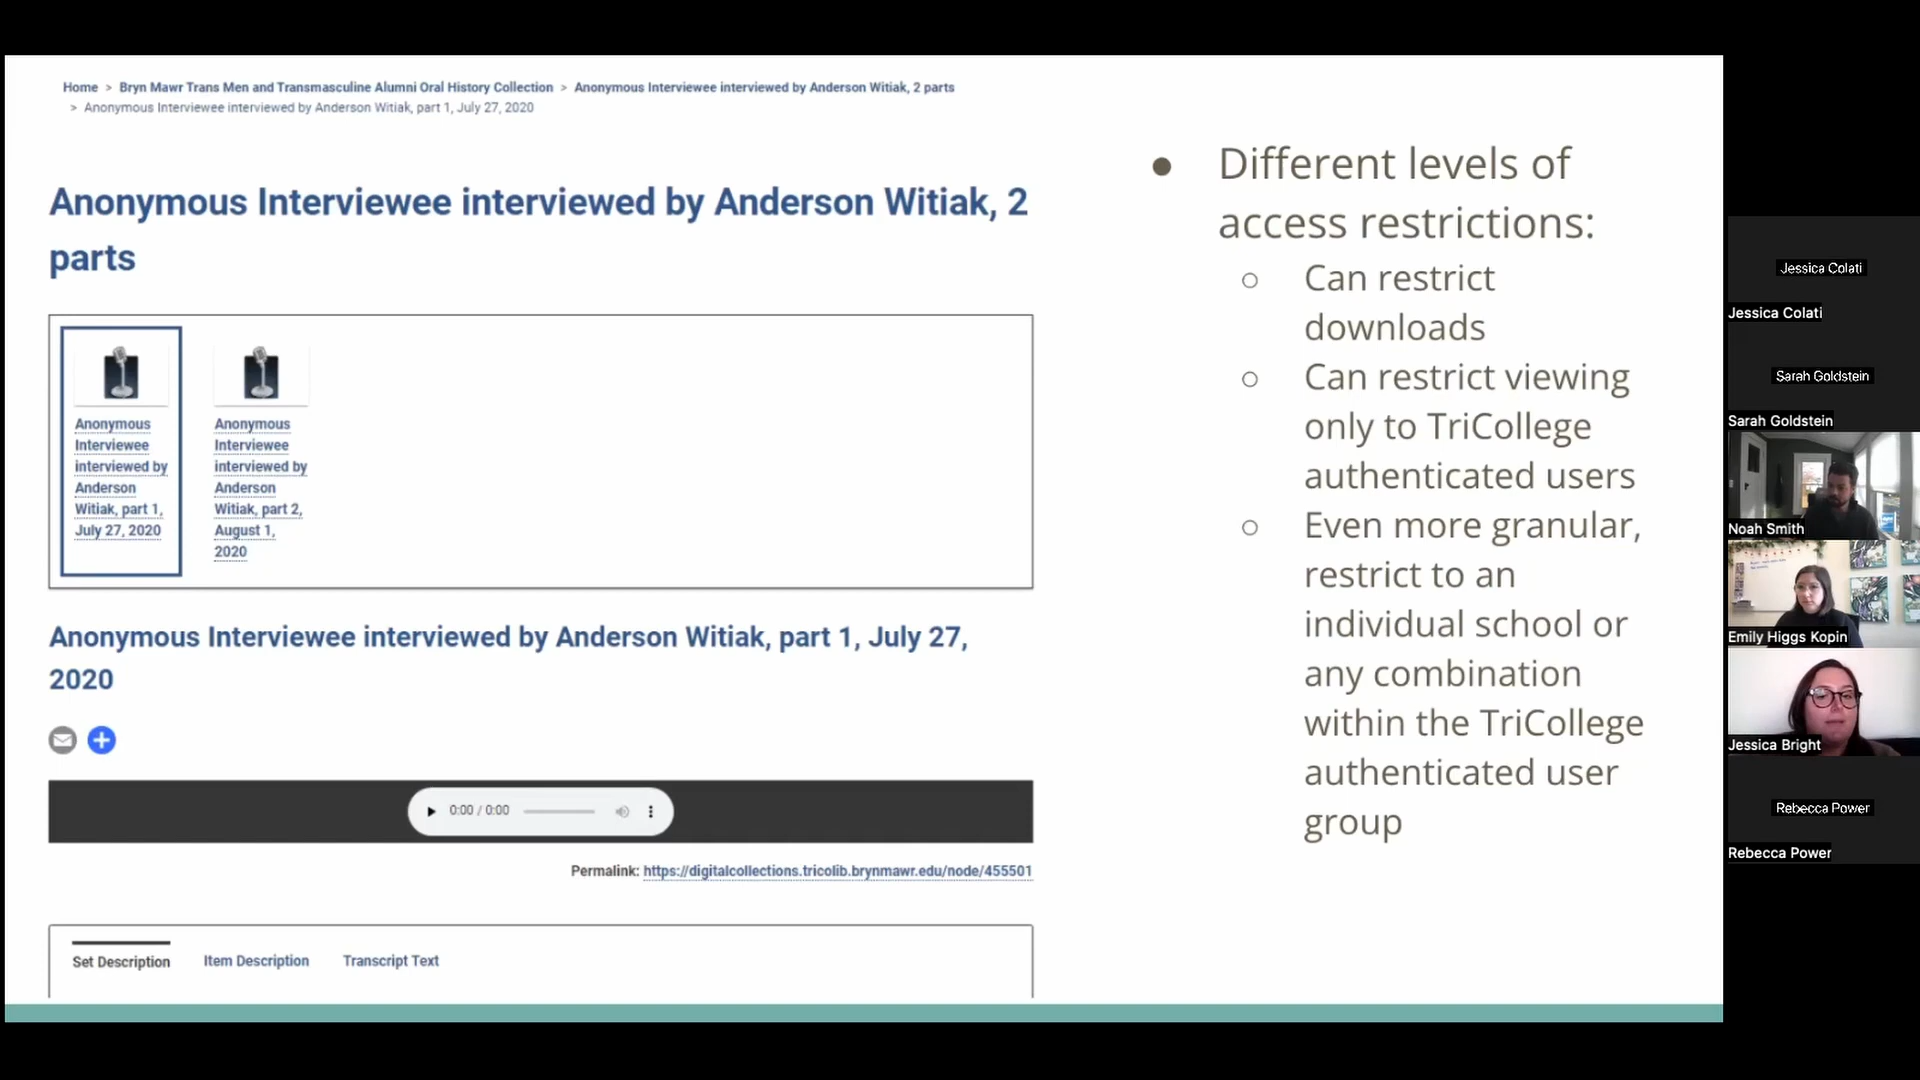 Home > Bryn Mawr Trans Men and Transmasculine Alumni Oral History Collection > Anonymous Interviewee interviewed by Anderson Witiak, 2 parts
> Anonymous Interviewee interviewed by Anderson Witiak, part 1, July 27, 2020
Anonymous Interviewee interviewed by Anderson Witiak, 2
parts
Anonymous
Interviewee
interviewed by
Anderson
Witiak, part 1,
July 27, 2020
Anonymous
Interviewee
interviewed by
Anderson
Witiak, part 2,
August 1,
2020
Anonymous Interviewee interviewed by Anderson Witiak, part 1, July 27,
2020
0:00 / 0:00
Permalink: https://digitalcollections.tricolib.brynmawr.edu/node/455501
Set Description
Item Description
Transcript Text
● Different levels of
access restrictions:
○ Can restrict
downloads
○ Can restrict viewing
only to TriCollege
authenticated users
○ Even more granular,
restrict to an
individual school or
any combination
within the TriCollege
authenticated user
group
Jessica Colati
Jessica Colati
Sarah Goldstein
Sarah Goldstein
Noah Smith
Emily Higgs Kopin
Jessica Bright
Rebecca Power
Rebecca Power